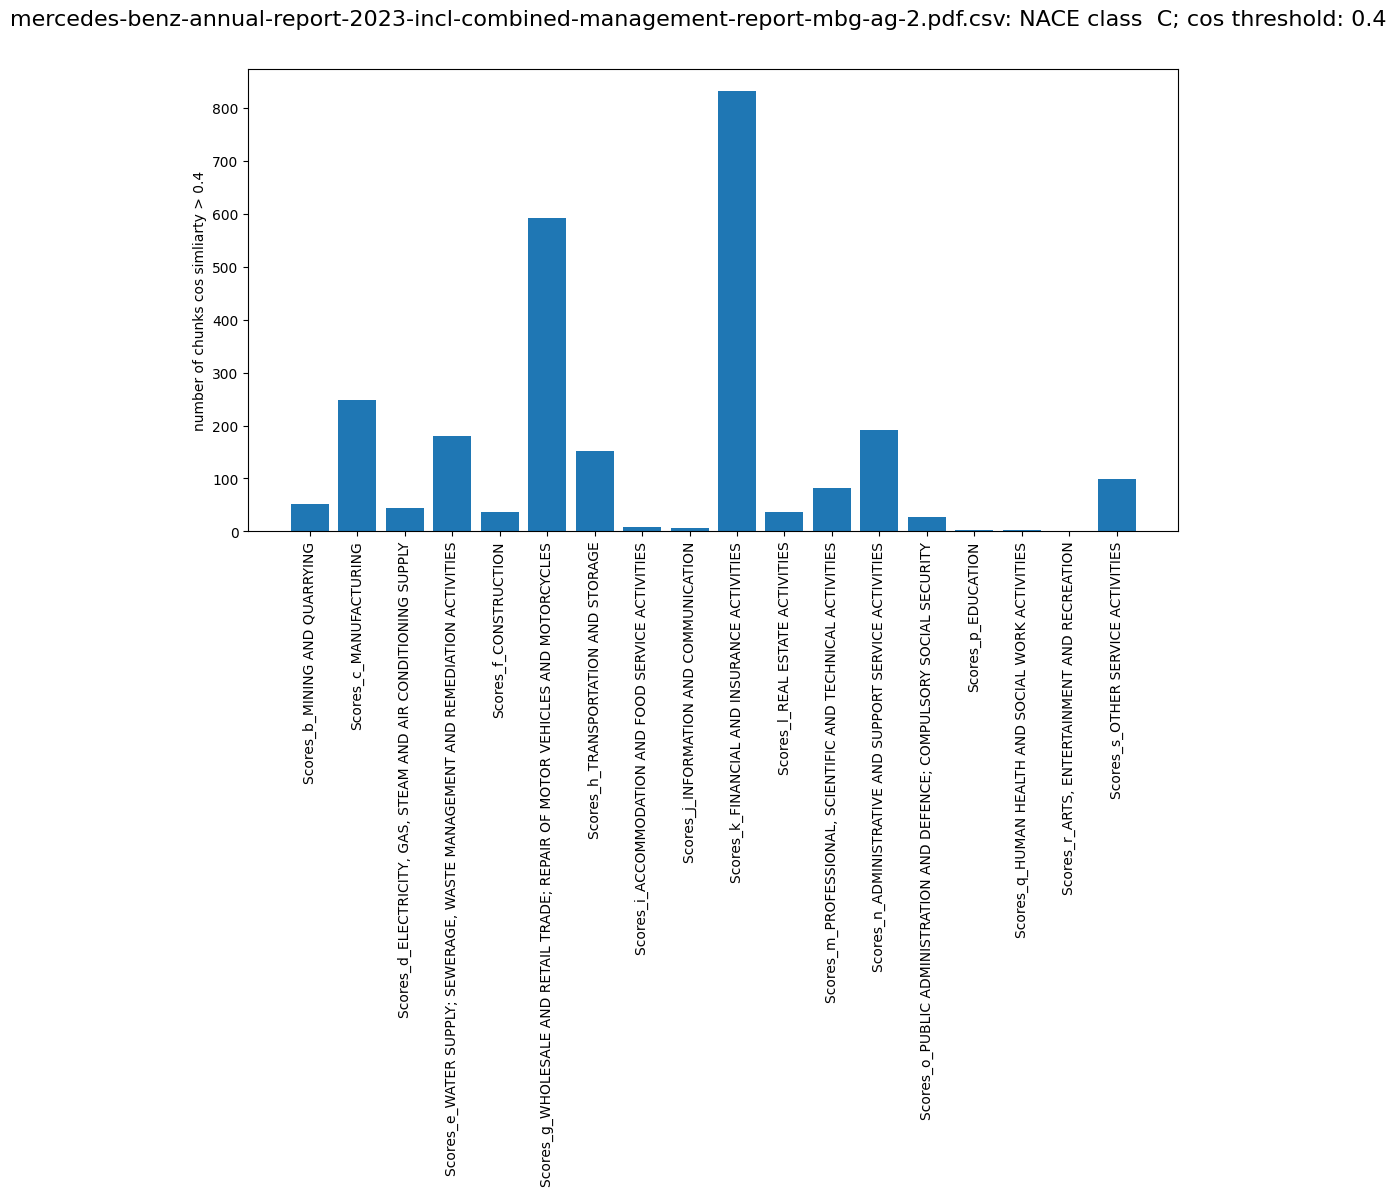 mercedes-benz-annual-report-2023-incl-combined-management-report-mbg-ag-2.pdf.csv: NACE class  C; cos threshold: 0.4
number of chunks cos simliarty > 0.4
800
700
600
500
400
300
200
100
0
Scores_b_MINING AND QUARRYING
Scores_c_MANUFACTURING
Scores_d_ELECTRICITY, GAS, STEAM AND AIR CONDITIONING SUPPLY
Scores_e_WATER SUPPLY; SEWERAGE, WASTE MANAGEMENT AND REMEDIATION ACTIVITIES
Scores_f_CONSTRUCTION
Scores_g_WHOLESALE AND RETAIL TRADE; REPAIR OF MOTOR VEHICLES AND MOTORCYCLES
Scores_h_TRANSPORTATION AND STORAGE
Scores_i_ACCOMMODATION AND FOOD SERVICE ACTIVITIES
Scores_j_INFORMATION AND COMMUNICATION
Scores_k_FINANCIAL AND INSURANCE ACTIVITIES
Scores_l_REAL ESTATE ACTIVITIES
Scores_m_PROFESSIONAL, SCIENTIFIC AND TECHNICAL ACTIVITIES
Scores_n_ADMINISTRATIVE AND SUPPORT SERVICE ACTIVITIES
Scores_o_PUBLIC ADMINISTRATION AND DEFENCE; COMPULSORY SOCIAL SECURITY
Scores_p_EDUCATION
Scores_q_HUMAN HEALTH AND SOCIAL WORK ACTIVITIES
Scores_r_ARTS, ENTERTAINMENT AND RECREATION
Scores_s_OTHER SERVICE ACTIVITIES